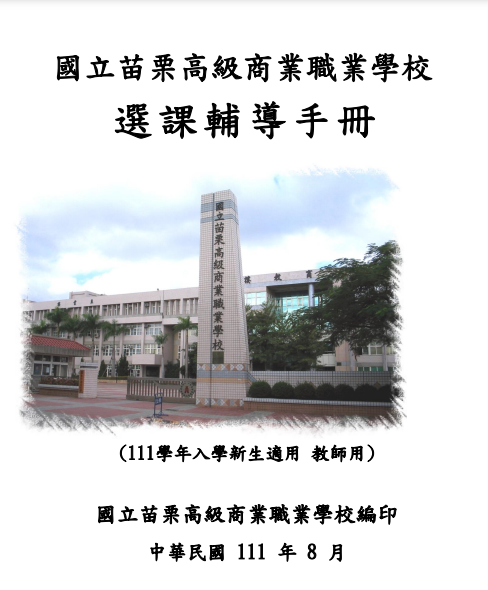 國立苗栗高級商業職業學校
選課輔導手冊
國立苗栗高級商業職業學校
（111學年入學新生適用 教師用）
國立苗栗高級商業職業學校編印
中華民國 111 年 8 月